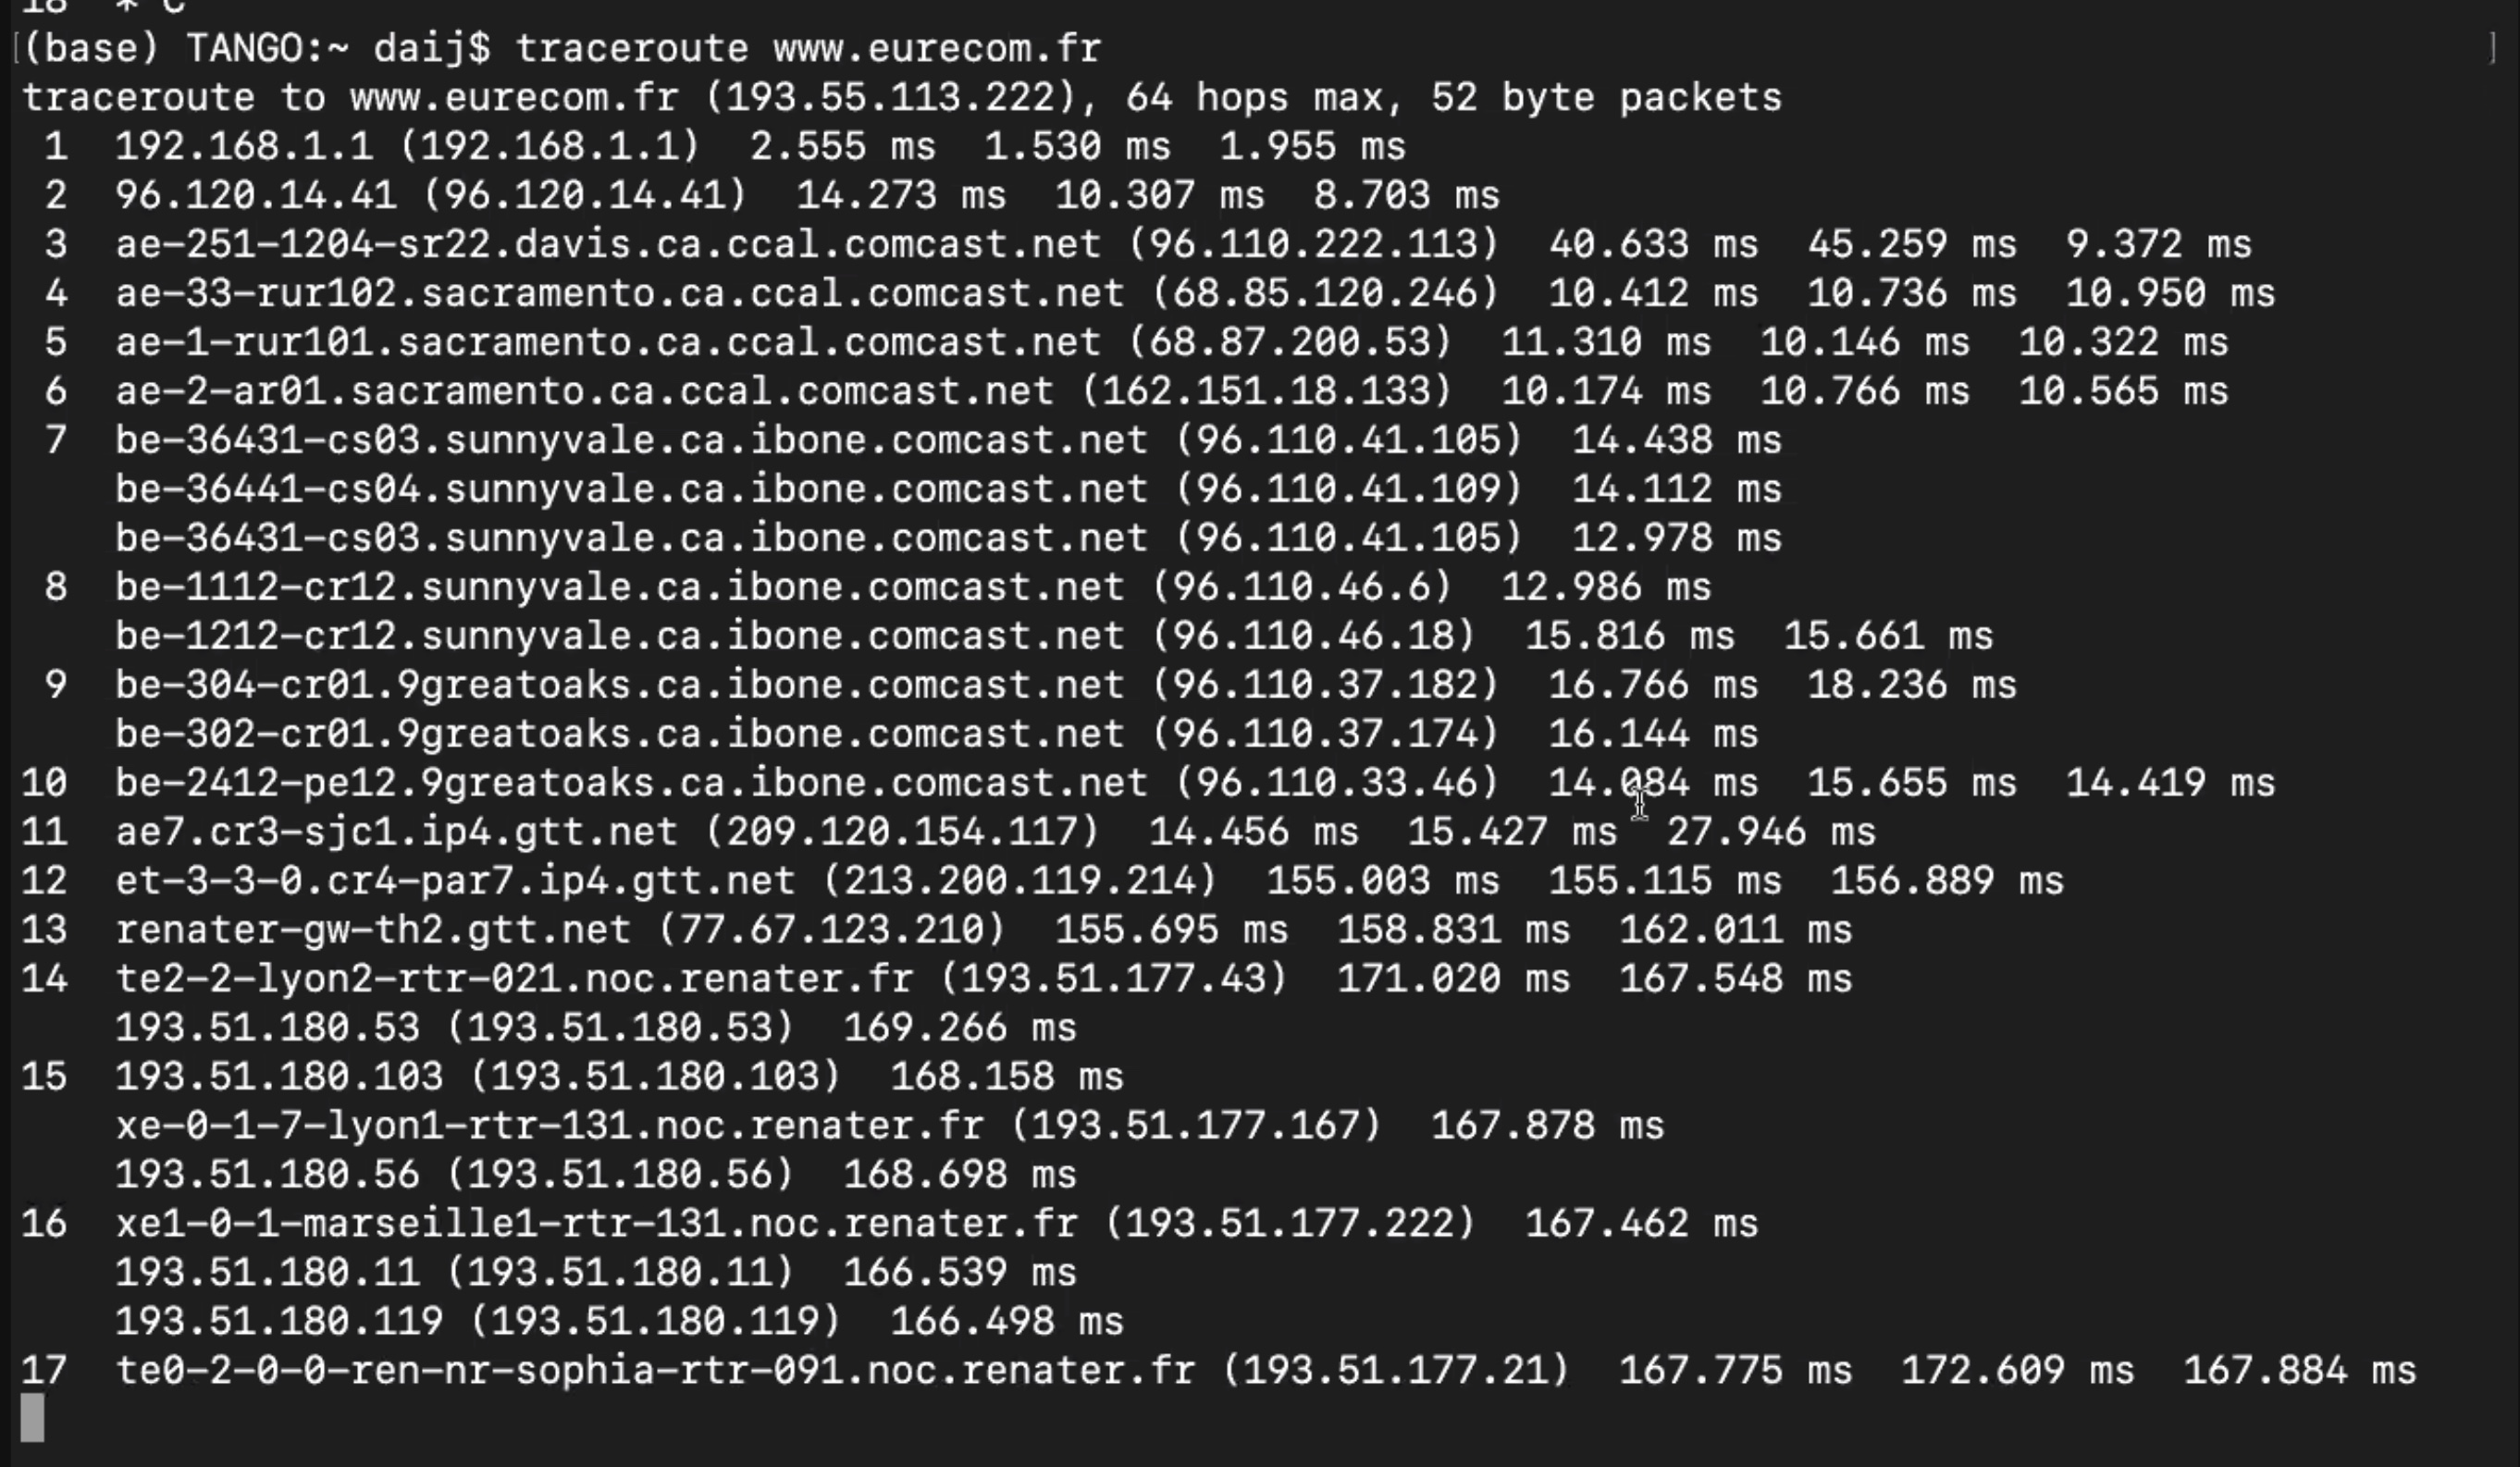 18  * C
[(base) TANGO:~ daij$ traceroute www.eurecom.fr ]
traceroute to www.eurecom.fr (193.55.113.222), 64 hops max, 52 byte packets
 1  192.168.1.1 (192.168.1.1)  2.555 ms  1.530 ms  1.955 ms
 2  96.120.14.41 (96.120.14.41)  14.273 ms  10.307 ms  8.703 ms
 3  ae-251-1204-sr22.davis.ca.ccal.comcast.net (96.110.222.113)  40.633 ms  45.259 ms  9.372 ms
 4  ae-33-rur102.sacramento.ca.ccal.comcast.net (68.85.120.246)  10.412 ms  10.736 ms  10.950 ms
 5  ae-1-rur101.sacramento.ca.ccal.comcast.net (68.87.200.53)  11.310 ms  10.146 ms  10.322 ms
 6  ae-2-ar01.sacramento.ca.ccal.comcast.net (162.151.18.133)  10.174 ms  10.766 ms  10.565 ms
 7  be-36431-cs03.sunnyvale.ca.ibone.comcast.net (96.110.41.105)  14.438 ms
    be-36441-cs04.sunnyvale.ca.ibone.comcast.net (96.110.41.109)  14.112 ms
    be-36431-cs03.sunnyvale.ca.ibone.comcast.net (96.110.41.105)  12.978 ms
 8  be-1112-cr12.sunnyvale.ca.ibone.comcast.net (96.110.46.6)  12.986 ms
    be-1212-cr12.sunnyvale.ca.ibone.comcast.net (96.110.46.18)  15.816 ms  15.661 ms
 9  be-304-cr01.9greatoaks.ca.ibone.comcast.net (96.110.37.182)  16.766 ms  18.236 ms
    be-302-cr01.9greatoaks.ca.ibone.comcast.net (96.110.37.174)  16.144 ms
10  be-2412-pe12.9greatoaks.ca.ibone.comcast.net (96.110.33.46)  14.084 ms  15.655 ms  14.419 ms
11  ae7.cr3-sjc1.ip4.gtt.net (209.120.154.117)  14.456 ms  15.427 ms  27.946 ms
12  et-3-3-0.cr4-par7.ip4.gtt.net (213.200.119.214)  155.003 ms  155.115 ms  156.889 ms
13  renater-gw-th2.gtt.net (77.67.123.210)  155.695 ms  158.831 ms  162.011 ms
14  te2-2-lyon2-rtr-021.noc.renater.fr (193.51.177.43)  171.020 ms  167.548 ms
    193.51.180.53 (193.51.180.53)  169.266 ms
15  193.51.180.103 (193.51.180.103)  168.158 ms
    xe-0-1-7-lyon1-rtr-131.noc.renater.fr (193.51.177.167)  167.878 ms
    193.51.180.56 (193.51.180.56)  168.698 ms
16  xe1-0-1-marseille1-rtr-131.noc.renater.fr (193.51.177.222)  167.462 ms
    193.51.180.11 (193.51.180.11)  166.539 ms
    193.51.180.119 (193.51.180.119)  166.498 ms
17  te0-2-0-0-ren-nr-sophia-rtr-091.noc.renater.fr (193.51.177.21)  167.775 ms  172.609 ms  167.884 ms